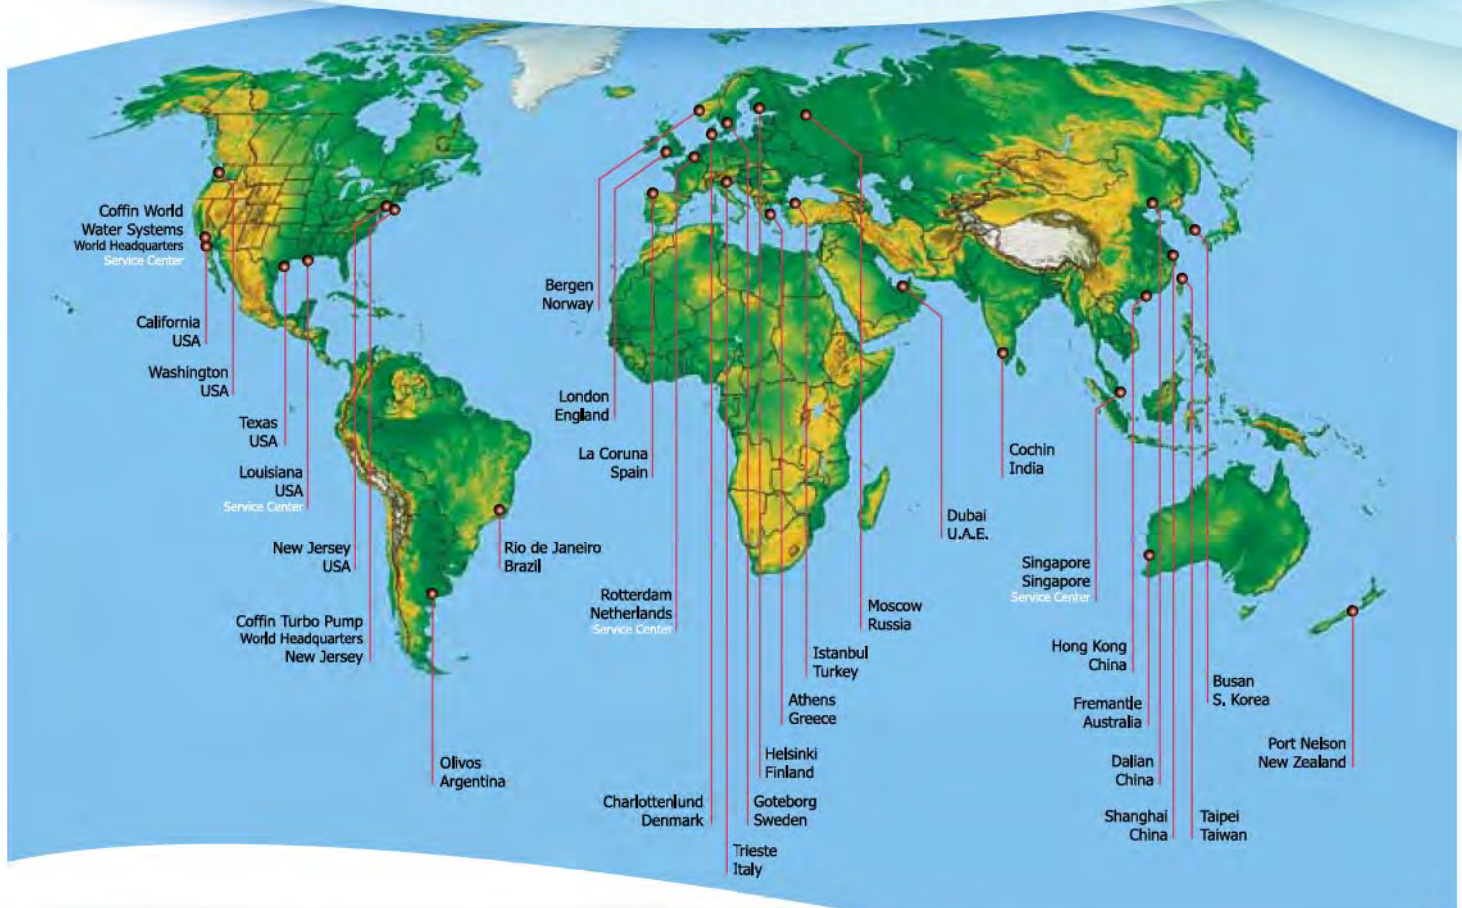 Coffin World
Water Systems
World Headquarters
Service Center
California
USA
Washington
USA
Texas
USA
Louisiana
USA
Service Center
New Jersey
USA
Coffin Turbo Pump
World Headquarters
New Jersey
Rio de Janeiro
Brazil
Olivos
Argentina
Bergen
Norway
London
England
La Coruna
Spain
Rotterdam
Netherlands
Service Center
Charlottenlund
Denmark
Trieste
Italy
Goteborg
Sweden
Helsinki
Finland
Athens
Greece
Istanbul
Turkey
Moscow
Russia
Dubai
U.A.E.
Cochin
India
Singapore
Singapore
Service Center
Hong Kong
China
Fremantle
Australia
Dalian
China
Shanghai
China
Taipei
Taiwan
Busan
S. Korea
Port Nelson
New Zealand